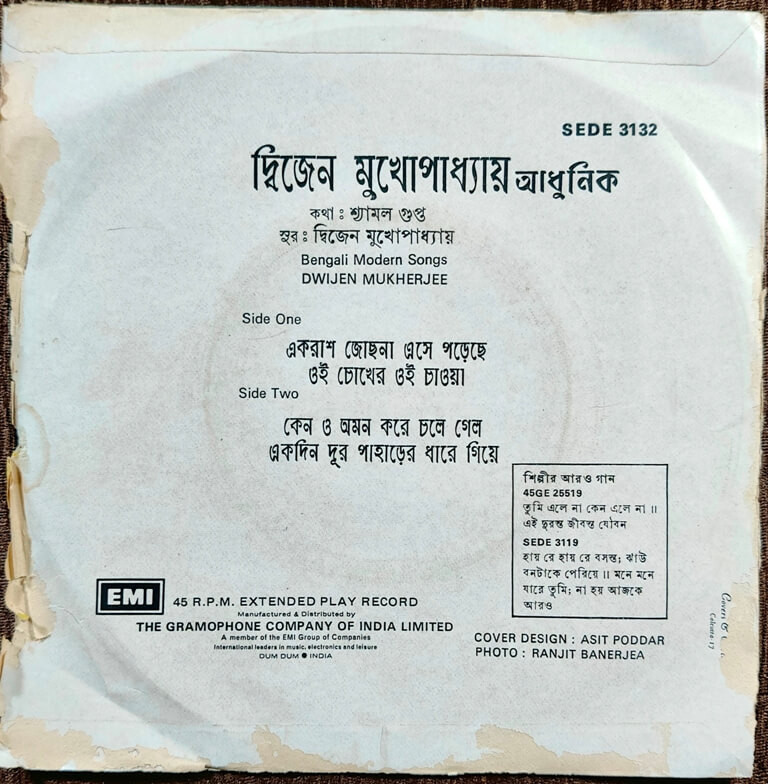 SEDE 3132
দ্বিজেন মুখোপাধ্যায় আধুনিক
কথা : শ্যামল গুপ্ত
সুর : দ্বিজেন মুখোপাধ্যায়
Bengali Modern Songs
DWIJEN MUKHERJEE
Side One
একরাশ জোছনা এসে পড়েছে
ওই চোখের ওই চাওয়া
Side Two
কেন ও অমন করে চলে গেল
একদিন দূর পাহাড়ের ধারে গিয়ে
শিল্পীর আরও গান
45GE 25519
তুমি এলে না কেন এলে না ॥
এই দুরন্ত জীবন্ত যৌবন
SEDE 3119
হায় রে হায় রে বসন্ত; ঝাউ
বনটাকে পেরিয়ে ॥ মনে মনে
যারে তুমি; না হয় আজকে
আরও
EMI
45 R.P.M. EXTENDED PLAY RECORD
Manufactured & Distributed by
THE GRAMOPHONE COMPANY OF INDIA LIMITED
A member of the EMI Group of Companies
International leaders in music, electronics and leisure
DUM DUM ● INDIA
COVER DESIGN : ASIT PODDAR
PHOTO : RANJIT BANERJEA